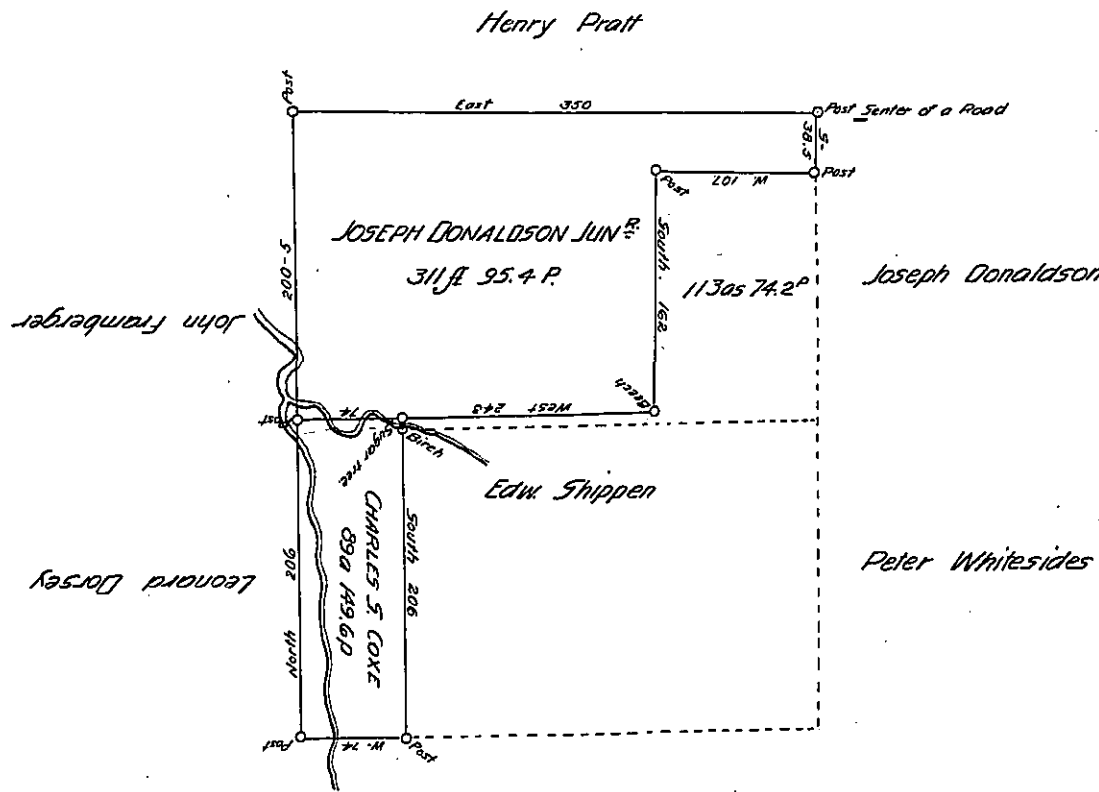 Henry Pratt
Post
East 350
Post Senter of a Road
S. 38.5
Post
W. 107
Post
JOSEPH DONALDSON JUNR
311A 95.4 P.
200-5
South. 162
113as 74.2P
Joseph Donaldson
John Framberger
Beech
West 243
74
Post
Sugar tree
Birch
Edw. Shippen
CHARLES S. COXE
89a 149.6p
South 206
North 206
Leonard Dorsey
Peter Whitesides
Post
W. 74
Post